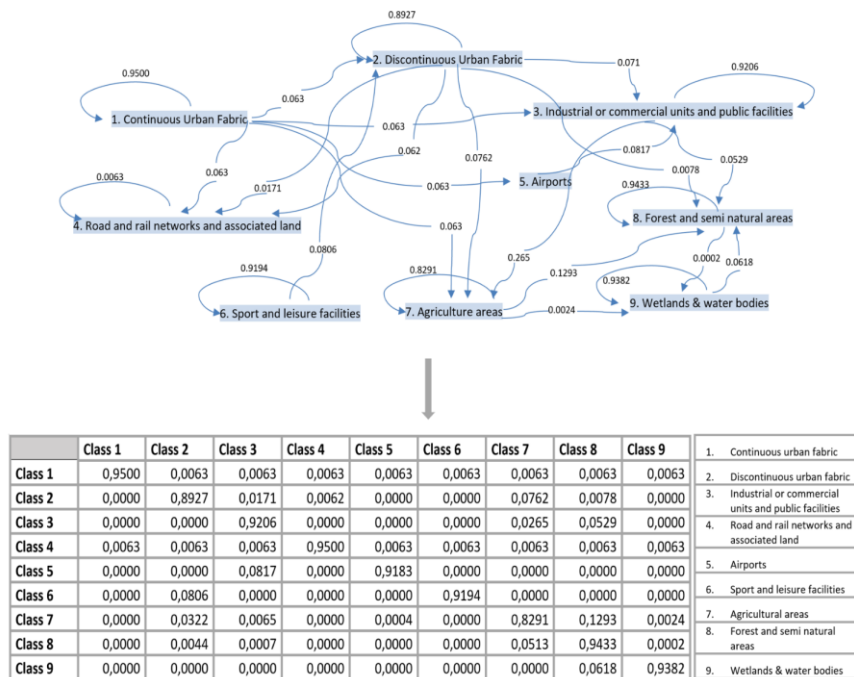 0.8927
2. Discontinuous Urban Fabric
0.071
0.9206
0.9500
0.063
3. Industrial or commercial units and public facilities
1. Continuous Urban Fabric
0.063
0.062
0.0817
0.0762
0.0529
0.0063
0.063
0.0171
0.063
5. Airports
0.0078
0.9433
4. Road and rail networks and associated land
0.063
8. Forest and semi natural areas
0.0806
0.265
0.1293
0.0002
0.0618
0.9194
0.8291
0.9382
6. Sport and leisure facilities
7. Agriculture areas
0.0024
9. Wetlands & water bodies
Class 1 Class 2 Class 3 Class 4 Class 5 Class 6 Class 7 Class 8 Class 9
Class 1 0,9500 0,0063 0,0063 0,0063 0,0063 0,0063 0,0063 0,0063 0,0063
Class 2 0,0000 0,8927 0,0171 0,0062 0,0000 0,0000 0,0762 0,0078 0,0000
Class 3 0,0000 0,0000 0,9206 0,0000 0,0000 0,0000 0,0265 0,0529 0,0000
Class 4 0,0063 0,0063 0,0063 0,9500 0,0063 0,0063 0,0063 0,0063 0,0063
Class 5 0,0000 0,0000 0,0817 0,0000 0,9183 0,0000 0,0000 0,0000 0,0000
Class 6 0,0000 0,0806 0,0000 0,0000 0,0000 0,9194 0,0000 0,0000 0,0000
Class 7 0,0000 0,0322 0,0065 0,0000 0,0004 0,0000 0,8291 0,1293 0,0024
Class 8 0,0000 0,0044 0,0007 0,0000 0,0000 0,0000 0,0513 0,9433 0,0002
Class 9 0,0000 0,0000 0,0000 0,0000 0,0000 0,0000 0,0000 0,0618 0,9382
1. Continuous urban fabric
2. Discontinuous urban fabric
3. Industrial or commercial
units and public facilities
4. Road and rail networks and
associated land
5. Airports
6. Sport and leisure facilities
7. Agricultural areas
8. Forest and semi natural
areas
9. Wetlands & water bodies